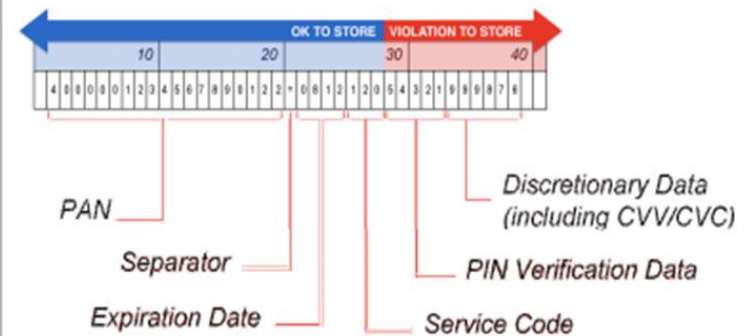 OK TO STORE VIOLATION TO STORE
10 20 30 40
4 0 0 0 0 0 1 2 3 4 5 6 7 8 9 0 1 2 2 = 0 8 1 2 1 2 0 5 4 3 2 1 9 9 9 8 7 6
PAN
Separator
Expiration Date
Service Code
PIN Verification Data
Discretionary Data
(including CVV/CVC)